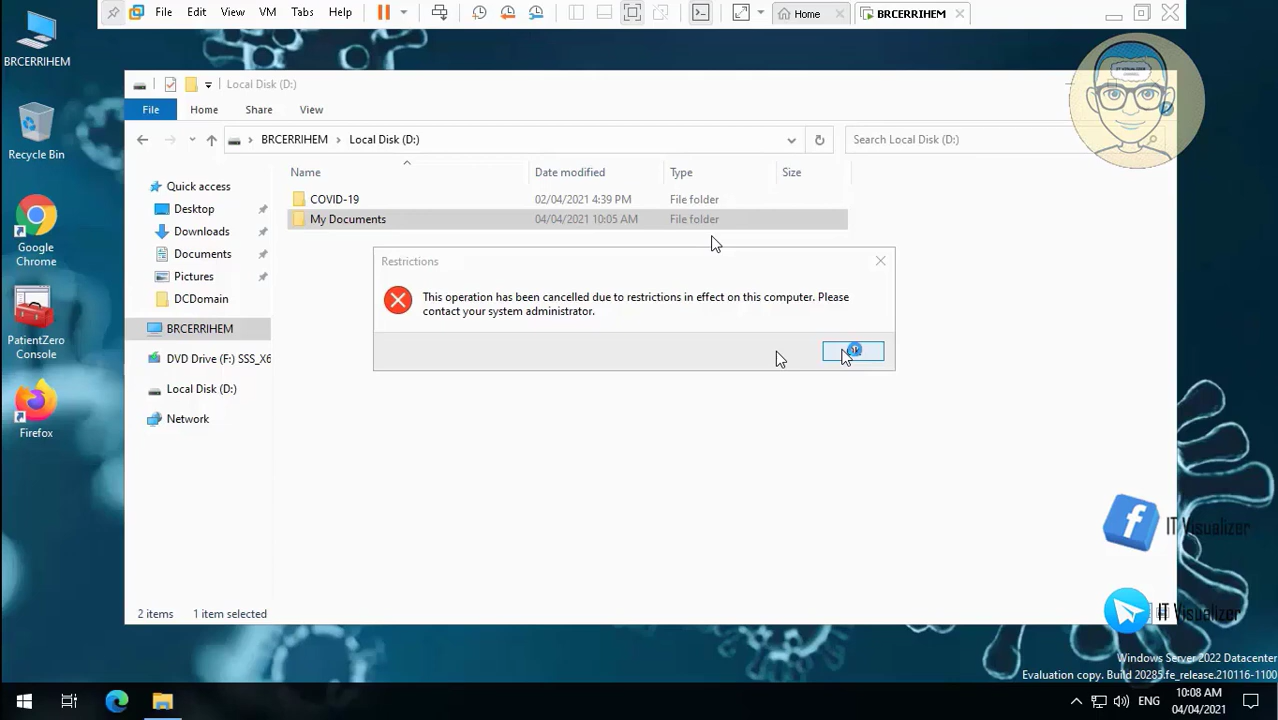 File Edit View VM Tabs Help Home BRCERRIHEM
BRCERRIHEM
Recycle Bin
Google
Chrome
PatientZero
Console
Firefox
Local Disk (D:)
File Home Share View
BRCERRIHEM Local Disk (D:)
Search Local Disk (D:)
Name Date modified Type Size
COVID-19 02/04/2021 4:39 PM File folder
My Documents 04/04/2021 10:05 AM File folder
Quick access
Desktop
Downloads
Documents
Pictures
DCDomain
BRCERRIHEM
DVD Drive (F:) SSS_X6
Local Disk (D:)
Network
Restrictions
This operation has been cancelled due to restrictions in effect on this computer. Please
contact your system administrator.
2 items 1 item selected
IT VISUALIZER
CHANNEL
IT Visualizer
IT Visualizer
Windows Server 2022 Datacenter
Evaluation copy. Build 20285.fe_release.210116-1100
ENG
10:08 AM
04/04/2021